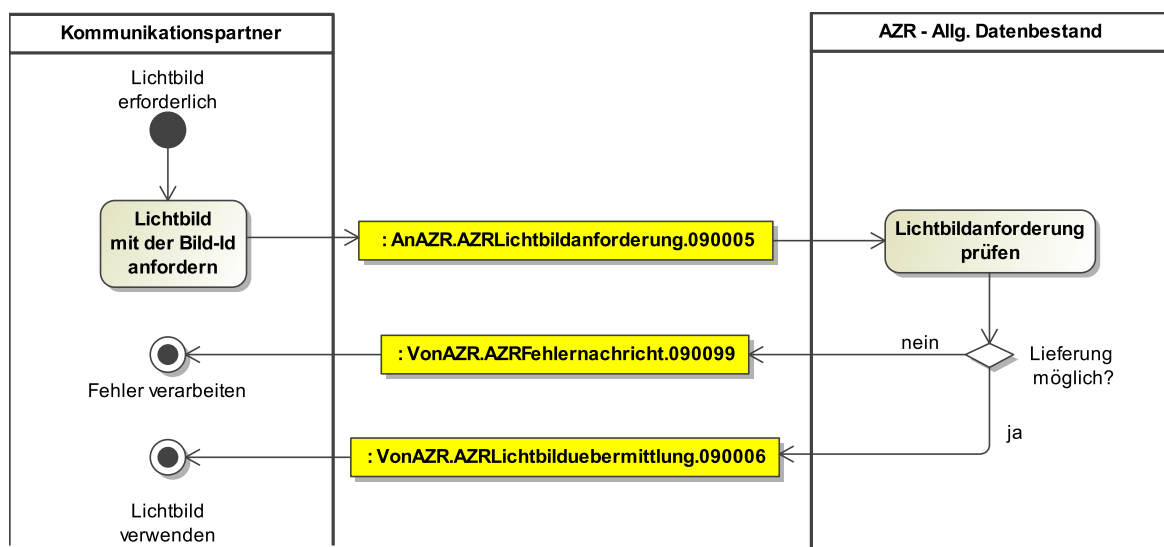 Kommunikationspartner
AZR - Allg. Datenbestand
Lichtbild
erforderlich
Lichtbild
mit der Bild-Id
anfordern
: AnAZR.AZRLichtbildanforderung.090005
Lichtbildanforderung
prüfen
: VonAZR.AZRFehlernachricht.090099
nein
Lieferung
möglich?
Fehler verarbeiten
ja
: VonAZR.AZRLichtbilduebermittlung.090006
Lichtbild
verwenden